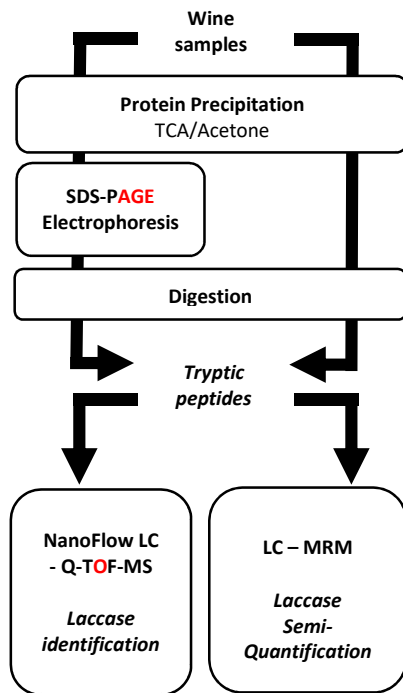 Wine
samples
Protein Precipitation
TCA/Acetone
SDS-PAGE
Electrophoresis
Digestion
Tryptic
peptides
NanoFlow LC
- Q-TOF-MS
Laccase
identification
LC – MRM
Laccase
Semi-
Quantification